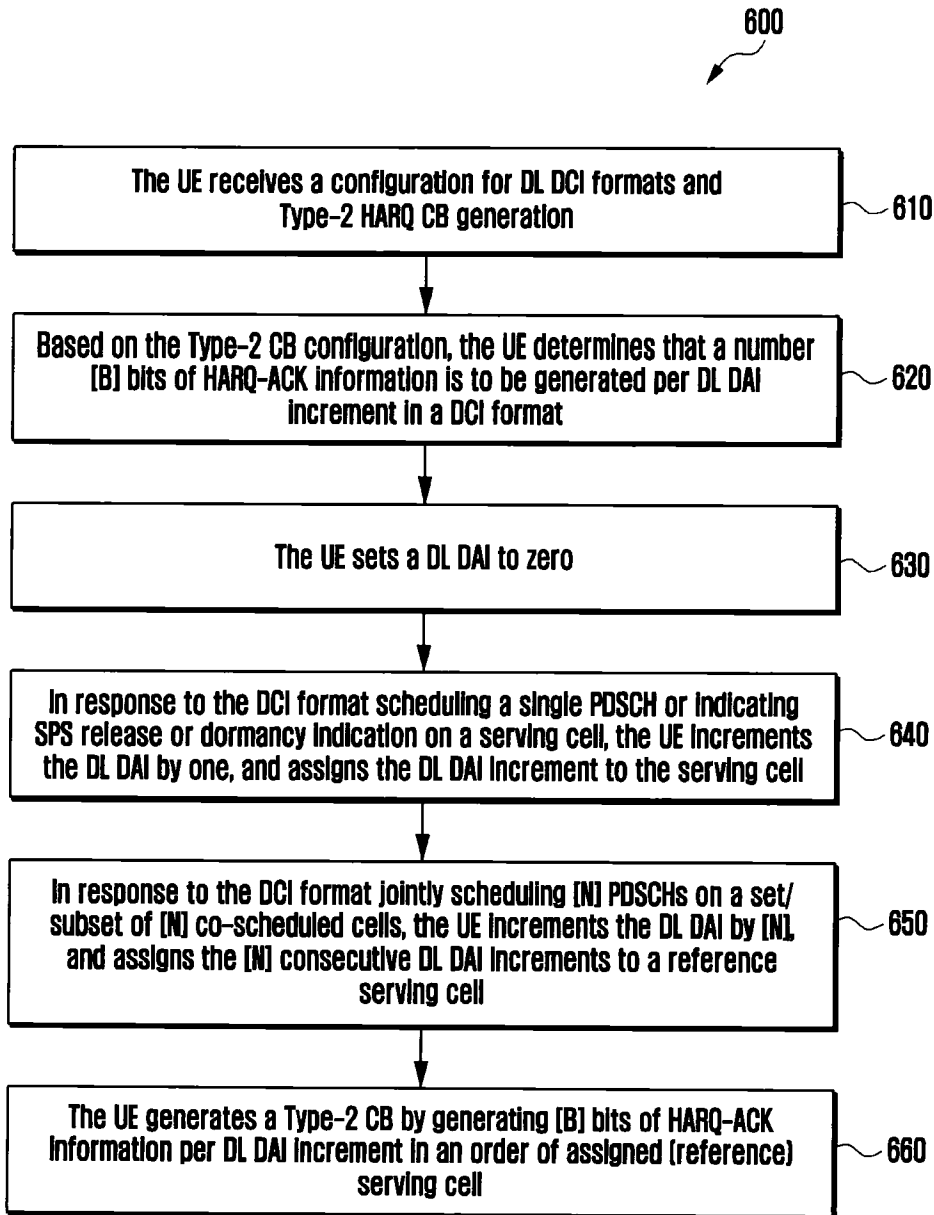 600
The UE receives a configuration for DL DCI formats and
Type-2 HARQ CB generation
610
Based on the Type-2 CB configuration, the UE determines that a number
[B] bits of HARQ-ACK information is to be generated per DL DAI
increment in a DCI format
620
The UE sets a DL DAI to zero
630
In response to the DCI format scheduling a single PDSCH or indicating
SPS release or dormancy indication on a serving cell, the UE increments
the DL DAI by one, and assigns the DL DAI increment to the serving cell
640
In response to the DCI format jointly scheduling [N] PDSCHs on a set/
subset of [N] co-scheduled cells, the UE increments the DL DAI by [N],
and assigns the [N] consecutive DL DAI increments to a reference
serving cell
650
The UE generates a Type-2 CB by generating [B] bits of HARQ-ACK
information per DL DAI increment in an order of assigned (reference)
serving cell
660